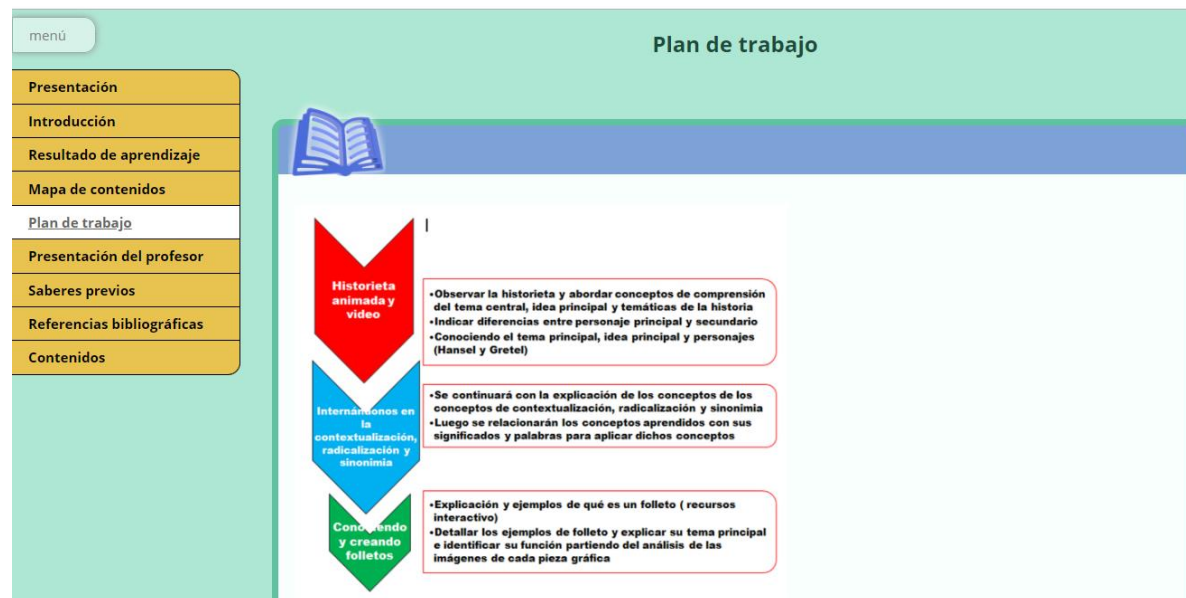 menú
Plan de trabajo
Presentación
Introducción
Resultado de aprendizaje
Mapa de contenidos
Plan de trabajo
Presentación del profesor
Saberes previos
Referencias bibliográficas
Contenidos
Historieta
animada y
video
•Observar la historieta y abordar conceptos de comprensión
del tema central, idea principal y temáticas de la historia
•Indicar diferencias entre personaje principal y secundario
•Conociendo el tema principal, idea principal y personajes
(Hansel y Gretel)
Internándonos en
la
contextualización,
radicalización y
sinonimia
•Se continuará con la explicación de los conceptos de los
conceptos de contextualización, radicalización y sinonimia
•Luego se relacionarán los conceptos aprendidos con sus
significados y palabras para aplicar dichos conceptos
Conociendo
y creando
folletos
•Explicación y ejemplos de qué es un folleto ( recursos
interactivo)
•Detallar los ejemplos de folleto y explicar su tema principal
e identificar su función partiendo del análisis de las
imágenes de cada pieza gráfica